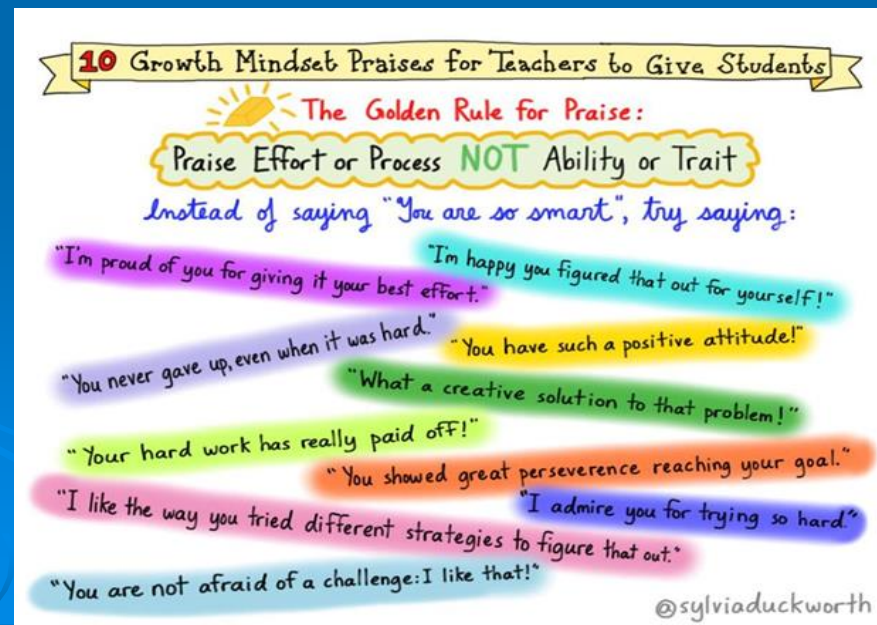 10 Growth Mindset Praises for Teachers to Give Students
The Golden Rule for Praise:
Praise Effort or Process NOT Ability or Trait
Instead of saying "You are so smart", try saying:
"I'm proud of you for giving it your best effort."
"I'm happy you figured that out for yourself!"
"You never gave up, even when it was hard."
"You have such a positive attitude!"
"What a creative solution to that problem!"
"Your hard work has really paid off!"
"You showed great perseverence reaching your goal."
"I like the way you tried different strategies to figure that out."
"I admire you for trying so hard."
"You are not afraid of a challenge: I like that!"
@sylviaduckworth